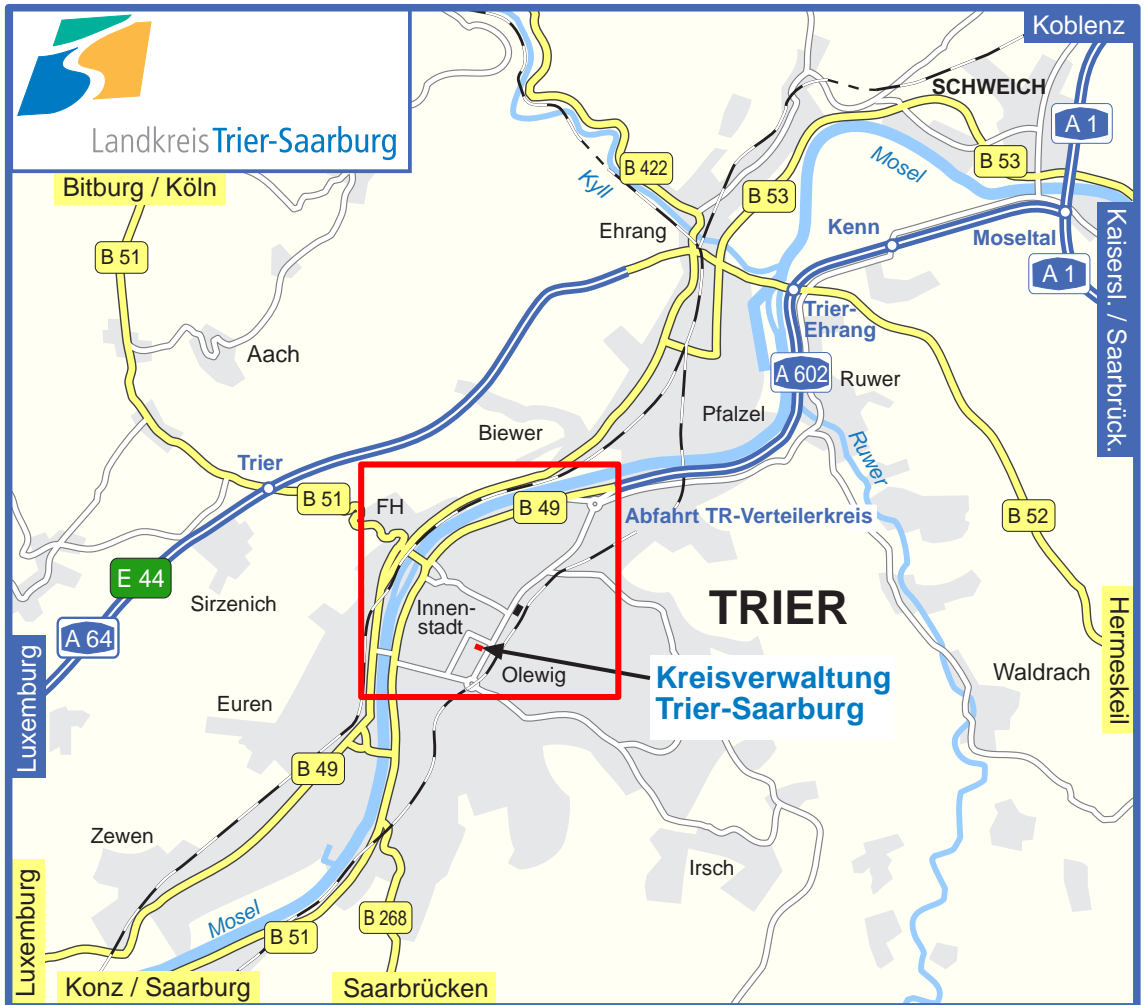 Koblenz
Landkreis Trier-Saarburg
SCHWEICH
A 1
Mosel
B 53
B 422
Kyll
B 53
Bitburg / Köln
Ehrang
Kenn
Moseltal
Kaisersl. / Saarbrück.
B 51
A 1
Trier-
Ehrang
Aach
A 602
Ruwer
Pfalzel
Biewer
Ruwer
Trier
B 51
FH
B 49
Abfahrt TR-Verteilerkreis
B 52
E 44
Sirzenich
Innen-
stadt
TRIER
Hermeskeil
A 64
Luxemburg
Olewig
Kreisverwaltung
Trier-Saarburg
Waldrach
Euren
B 49
Zewen
Irsch
Luxemburg
Mosel
B 51
B 268
Konz / Saarburg
Saarbrücken